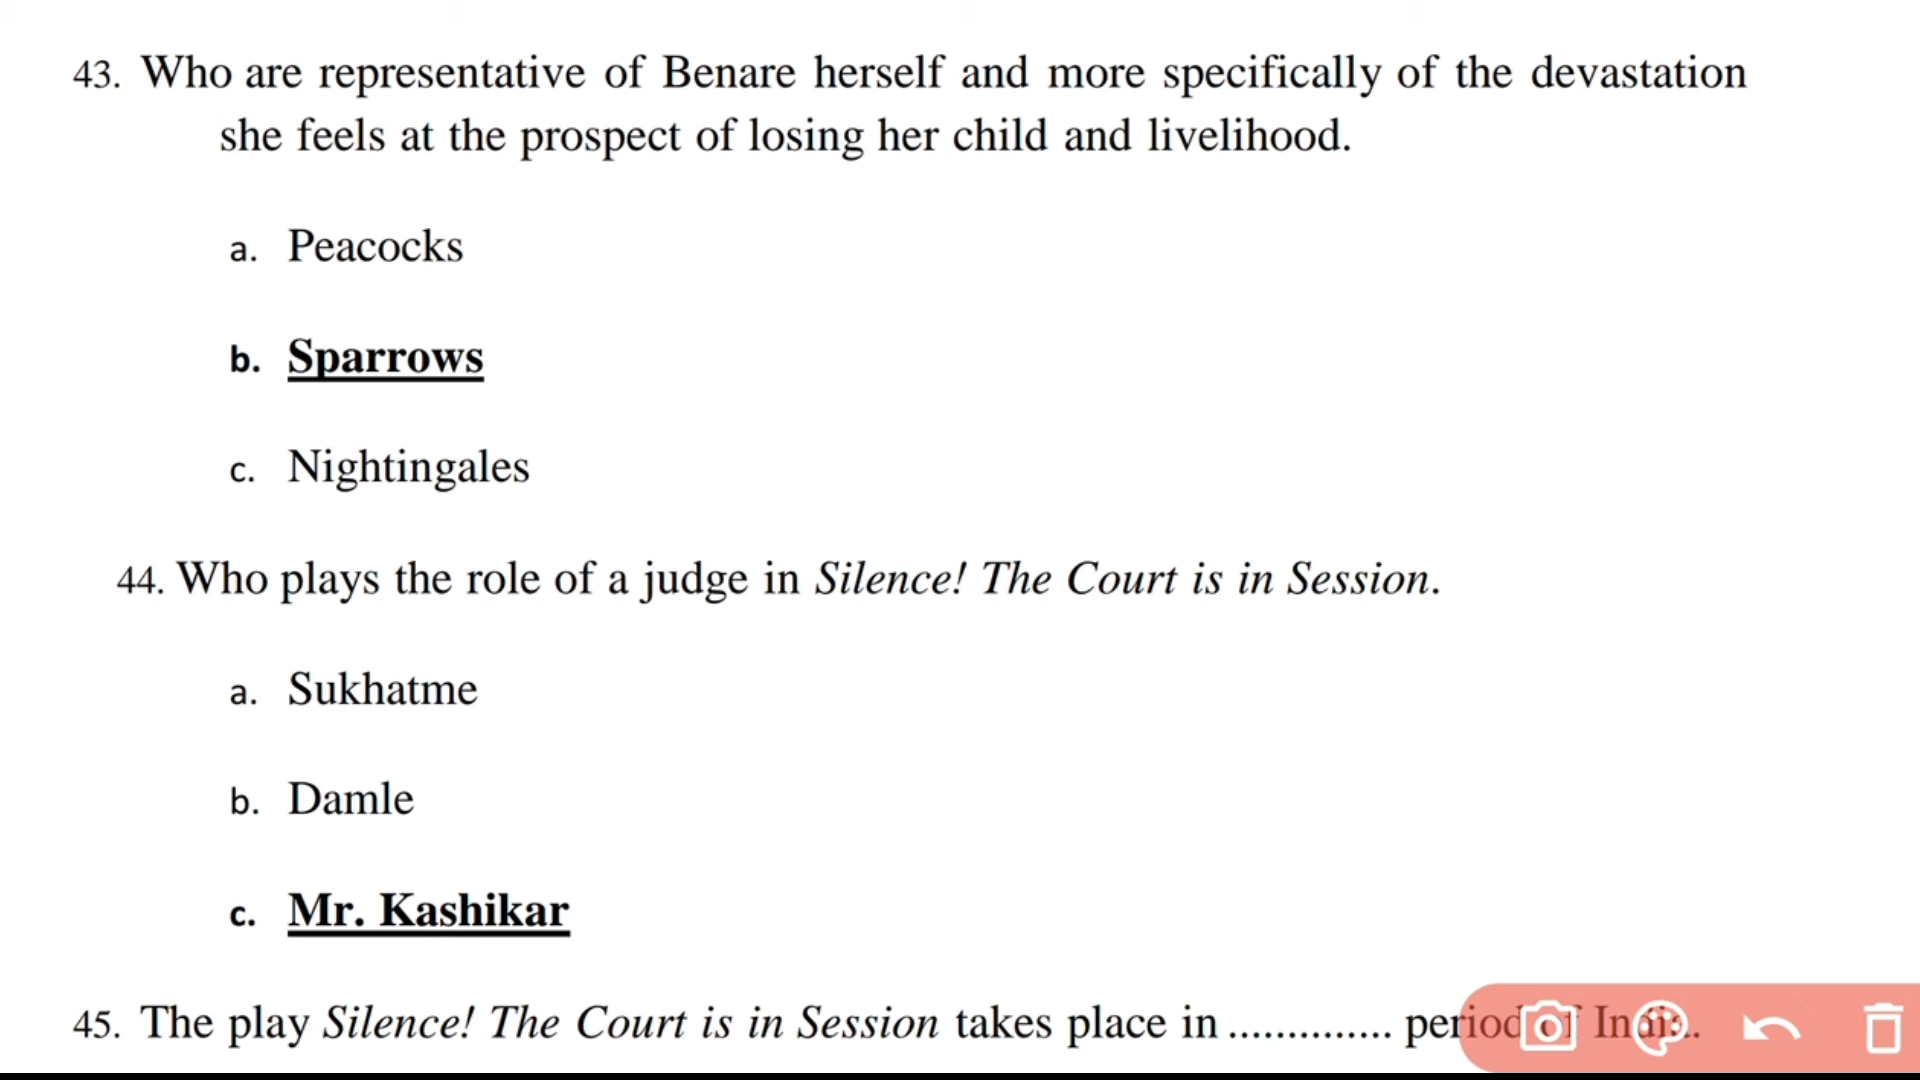 43. Who are representative of Benare herself and more specifically of the devastation
she feels at the prospect of losing her child and livelihood.
a. Peacocks
b. Sparrows
c. Nightingales
44. Who plays the role of a judge in Silence! The Court is in Session.
a. Sukhatme
b. Damle
c. Mr. Kashikar
45. The play Silence! The Court is in Session takes place in .............. period of India.